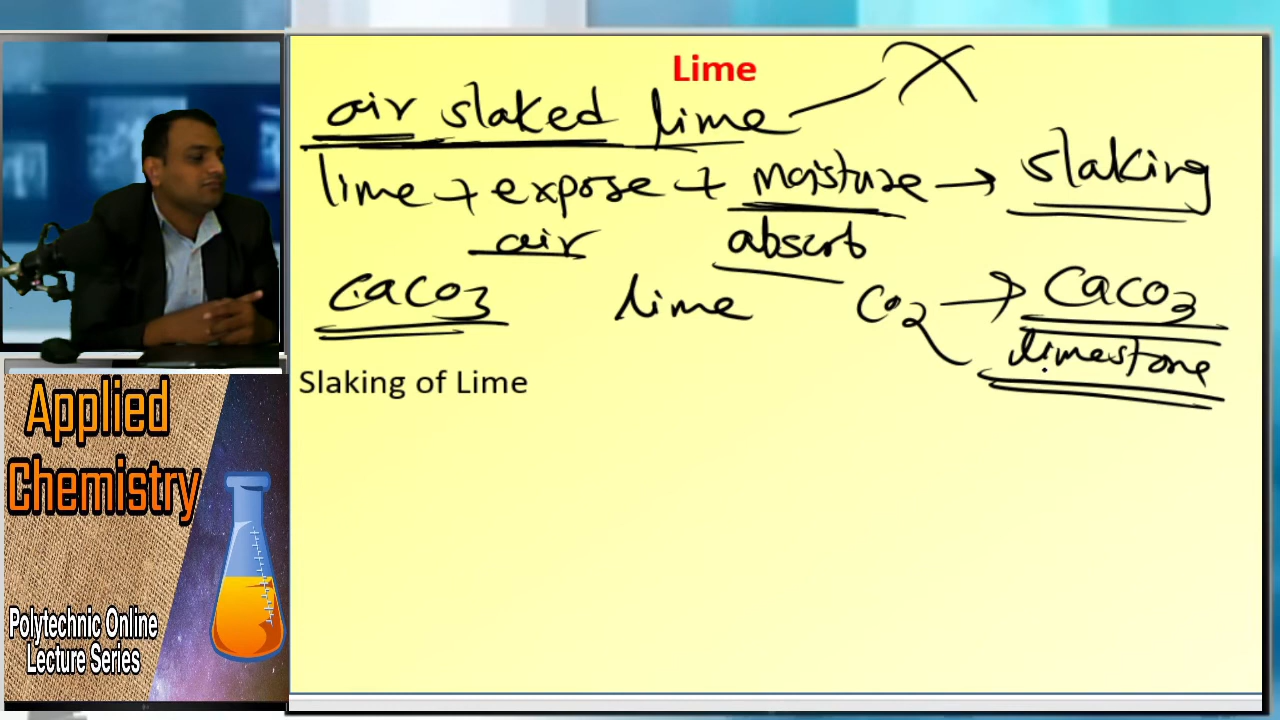 Lime
air slaked lime
lime + expose + moisture → slaking
air absorb
CaCO3 lime CO2 → CaCO3
limestone
Slaking of Lime
Applied
Chemistry
Polytechnic Online
Lecture Series